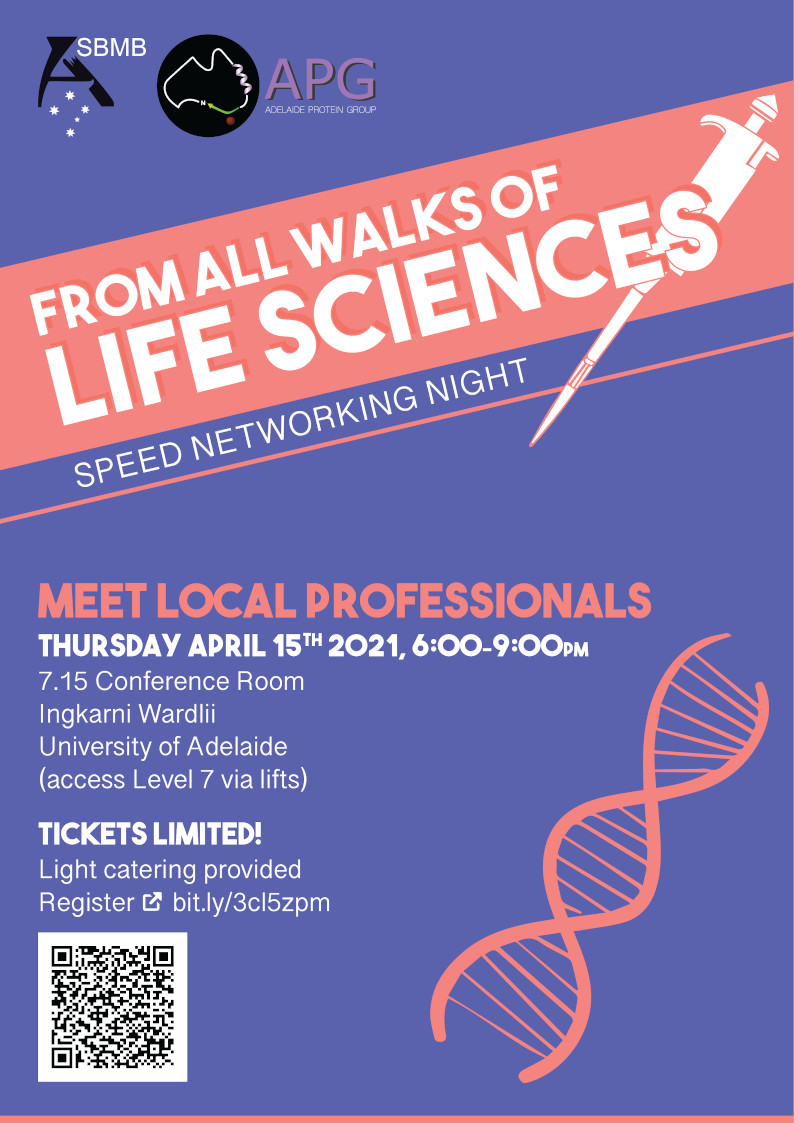 ASBMB
N
APG
ADELAIDE PROTEIN GROUP
FROM ALL WALKS OF
LIFE SCIENCES
SPEED NETWORKING NIGHT
MEET LOCAL PROFESSIONALS
THURSDAY APRIL 15TH 2021, 6:00-9:00PM
7.15 Conference Room
Ingkarni Wardlii
University of Adelaide
(access Level 7 via lifts)
TICKETS LIMITED!
Light catering provided
Register bit.ly/3cl5zpm